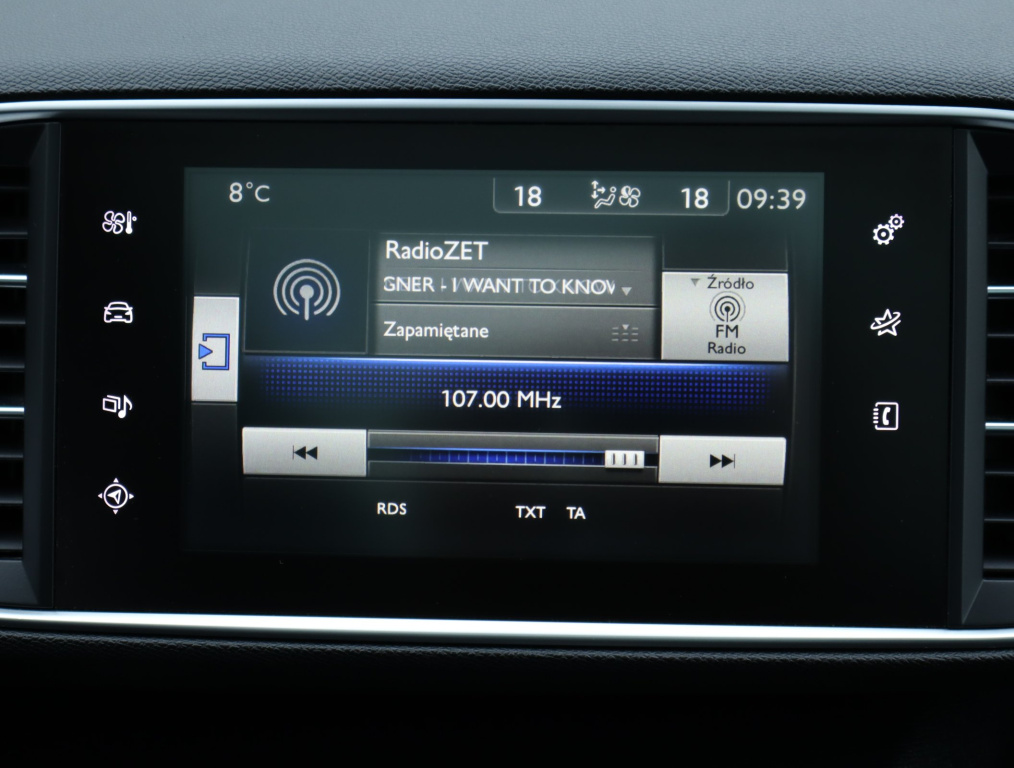 8°C 18 18 09:39
RadioZET
GNER - I WANT TO KNOW
Źródło
FM
Radio
Zapamiętane
107.00 MHz
RDS TXT TA